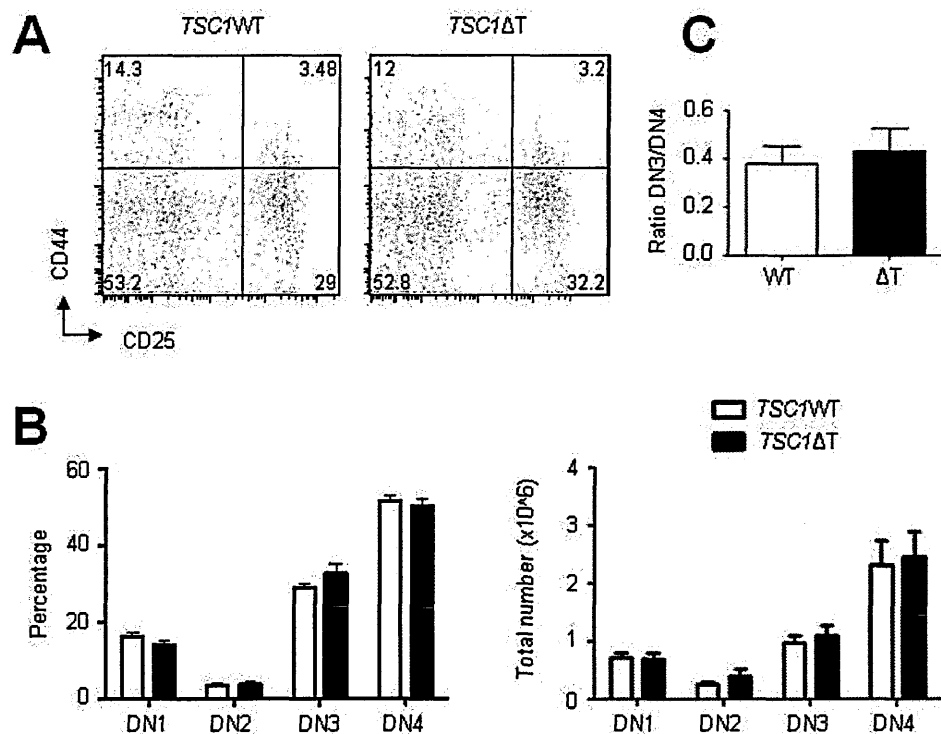 A
TSC1WT
TSC1ΔT
14.3
3.48
53.2
29
12
3.2
52.8
32.2
CD44
CD25
C
Ratio DN3/DN4
0.6
0.4
0.2
0.0
WT
ΔT
B
TSC1WT
TSC1ΔT
Percentage
60
40
20
0
DN1
DN2
DN3
DN4
Total number (x10^6)
4
3
2
1
0
DN1
DN2
DN3
DN4